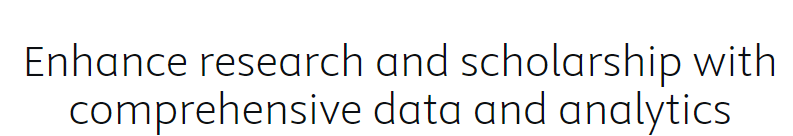 Enhance research and scholarship with
comprehensive data and analytics